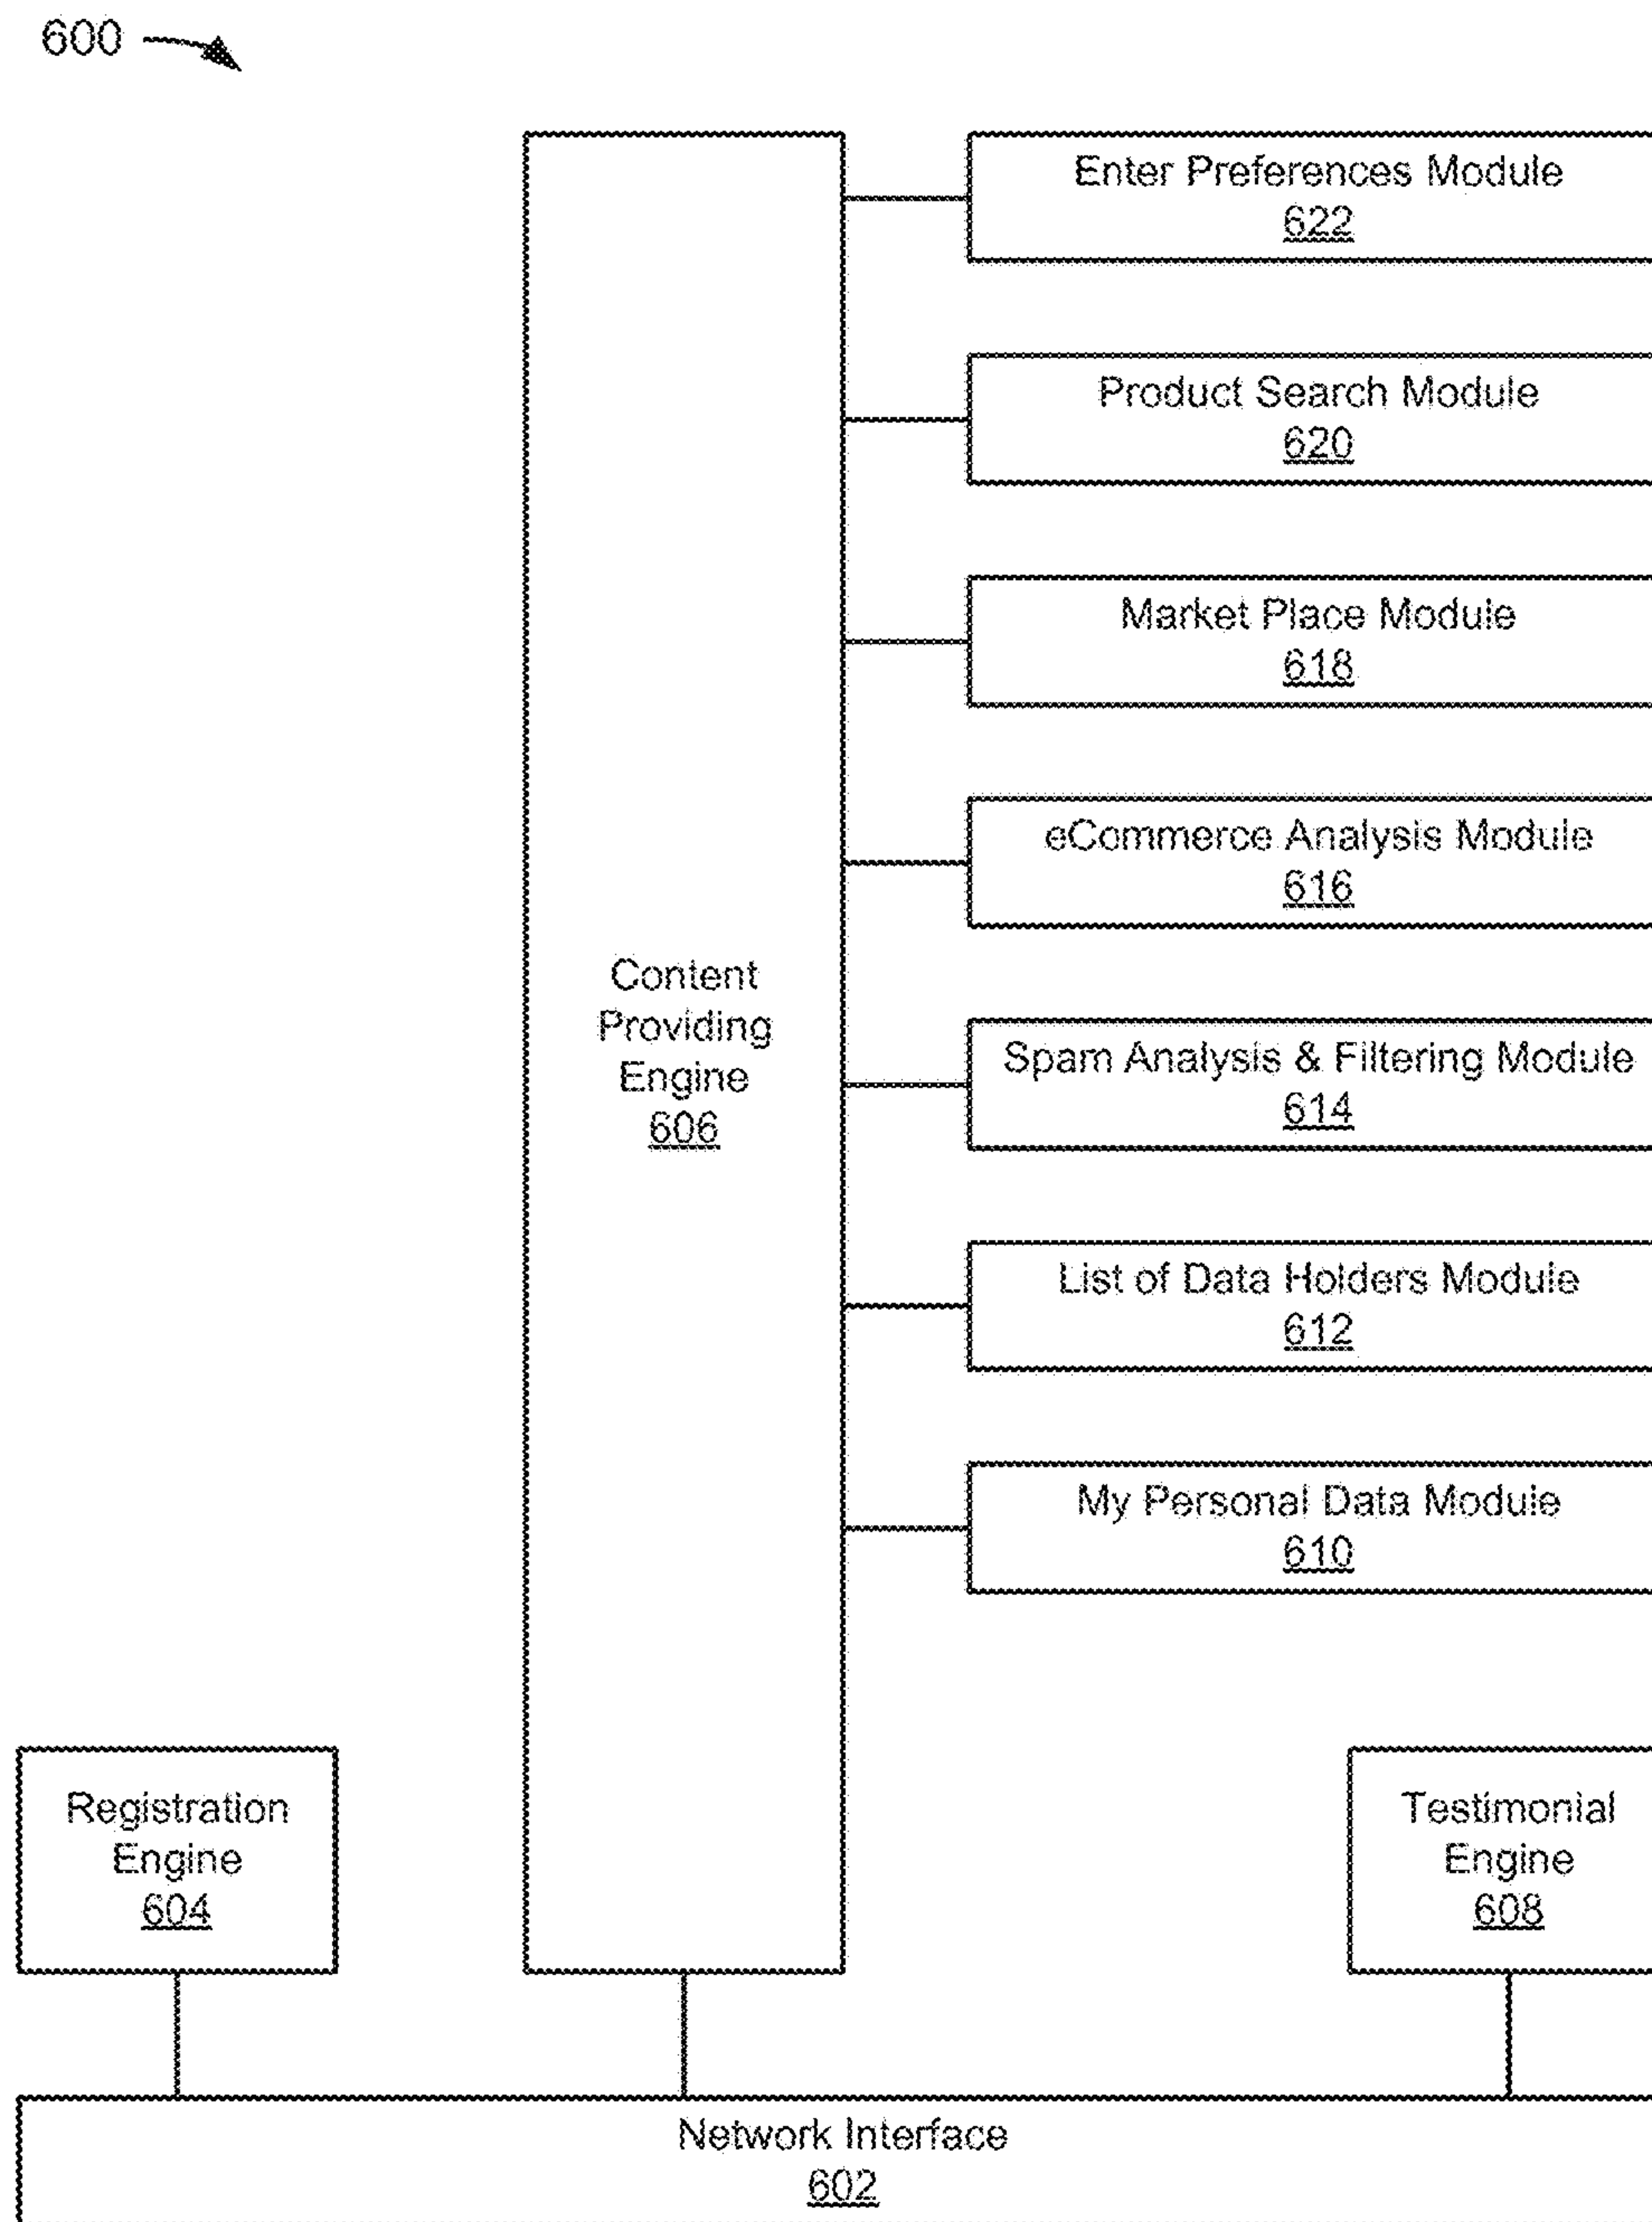 600
Enter Preferences Module
622
Product Search Module
620
Market Place Module
618
eCommerce Analysis Module
616
Content
Providing
Engine
606
Spam Analysis & Filtering Module
614
List of Data Holders Module
612
My Personal Data Module
610
Registration
Engine
604
Testimonial
Engine
608
Network Interface
602